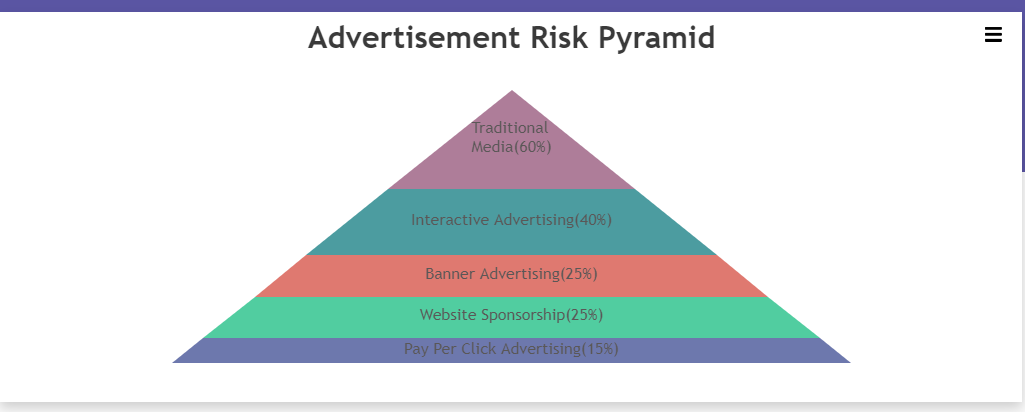 Advertisement Risk Pyramid
Traditional
Media(60%)
Interactive Advertising(40%)
Banner Advertising(25%)
Website Sponsorship(25%)
Pay Per Click Advertising(15%)